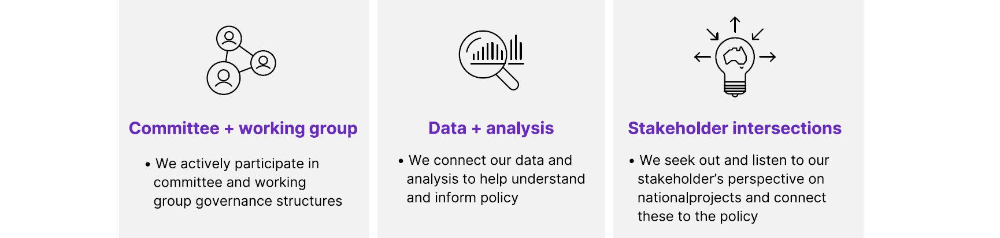 Committee + working group
• We actively participate in
committee and working
group governance structures
Data + analysis
• We connect our data and
analysis to help understand
and inform policy
Stakeholder intersections
• We seek out and listen to our
stakeholder’s perspective on
nationalprojects and connect
these to the policy